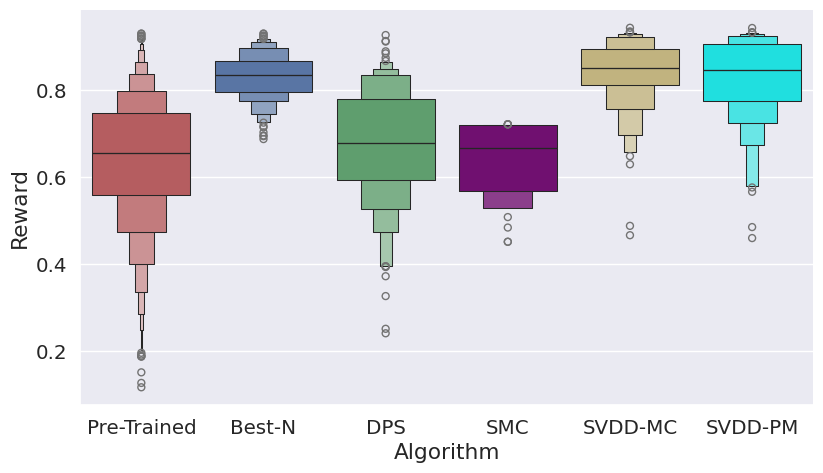 Reward
0.8
0.6
0.4
0.2
Pre-Trained Best-N DPS SMC SVDD-MC SVDD-PM
Algorithm